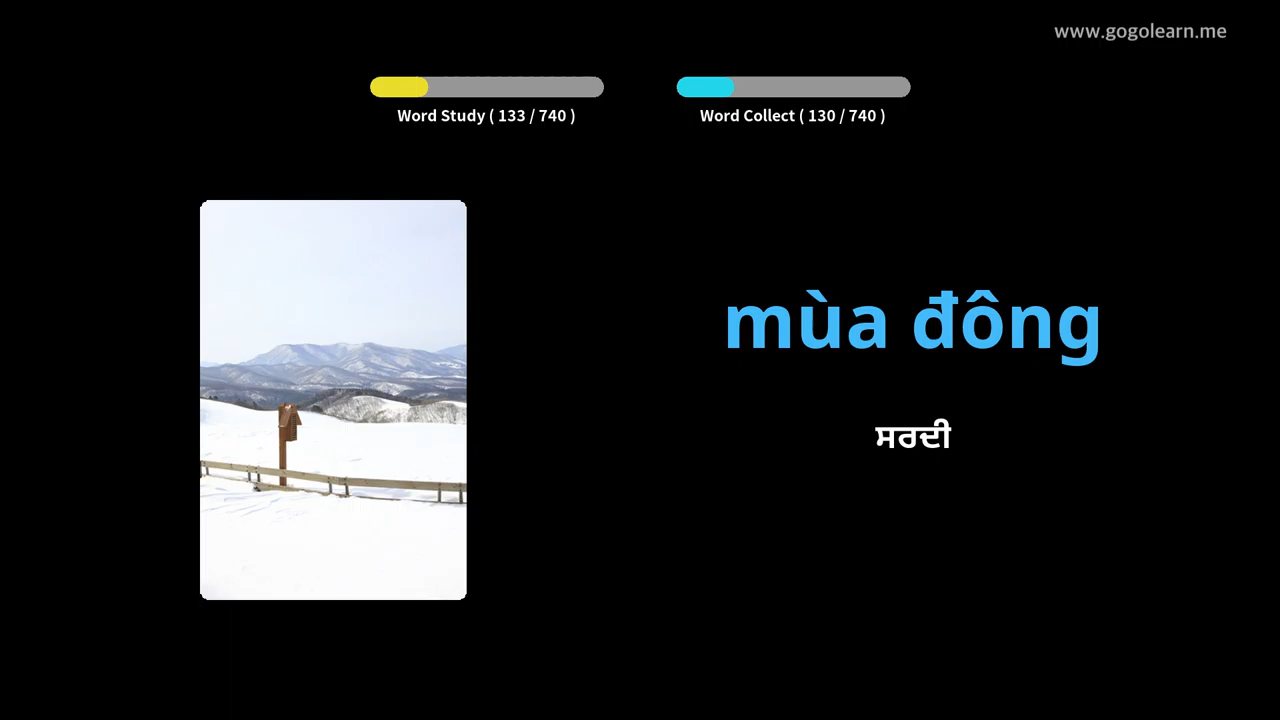 www.gogolearn.me
Word Study ( 133 / 740 )
Word Collect ( 130 / 740 )
mùa đông
ਸਰਦੀ